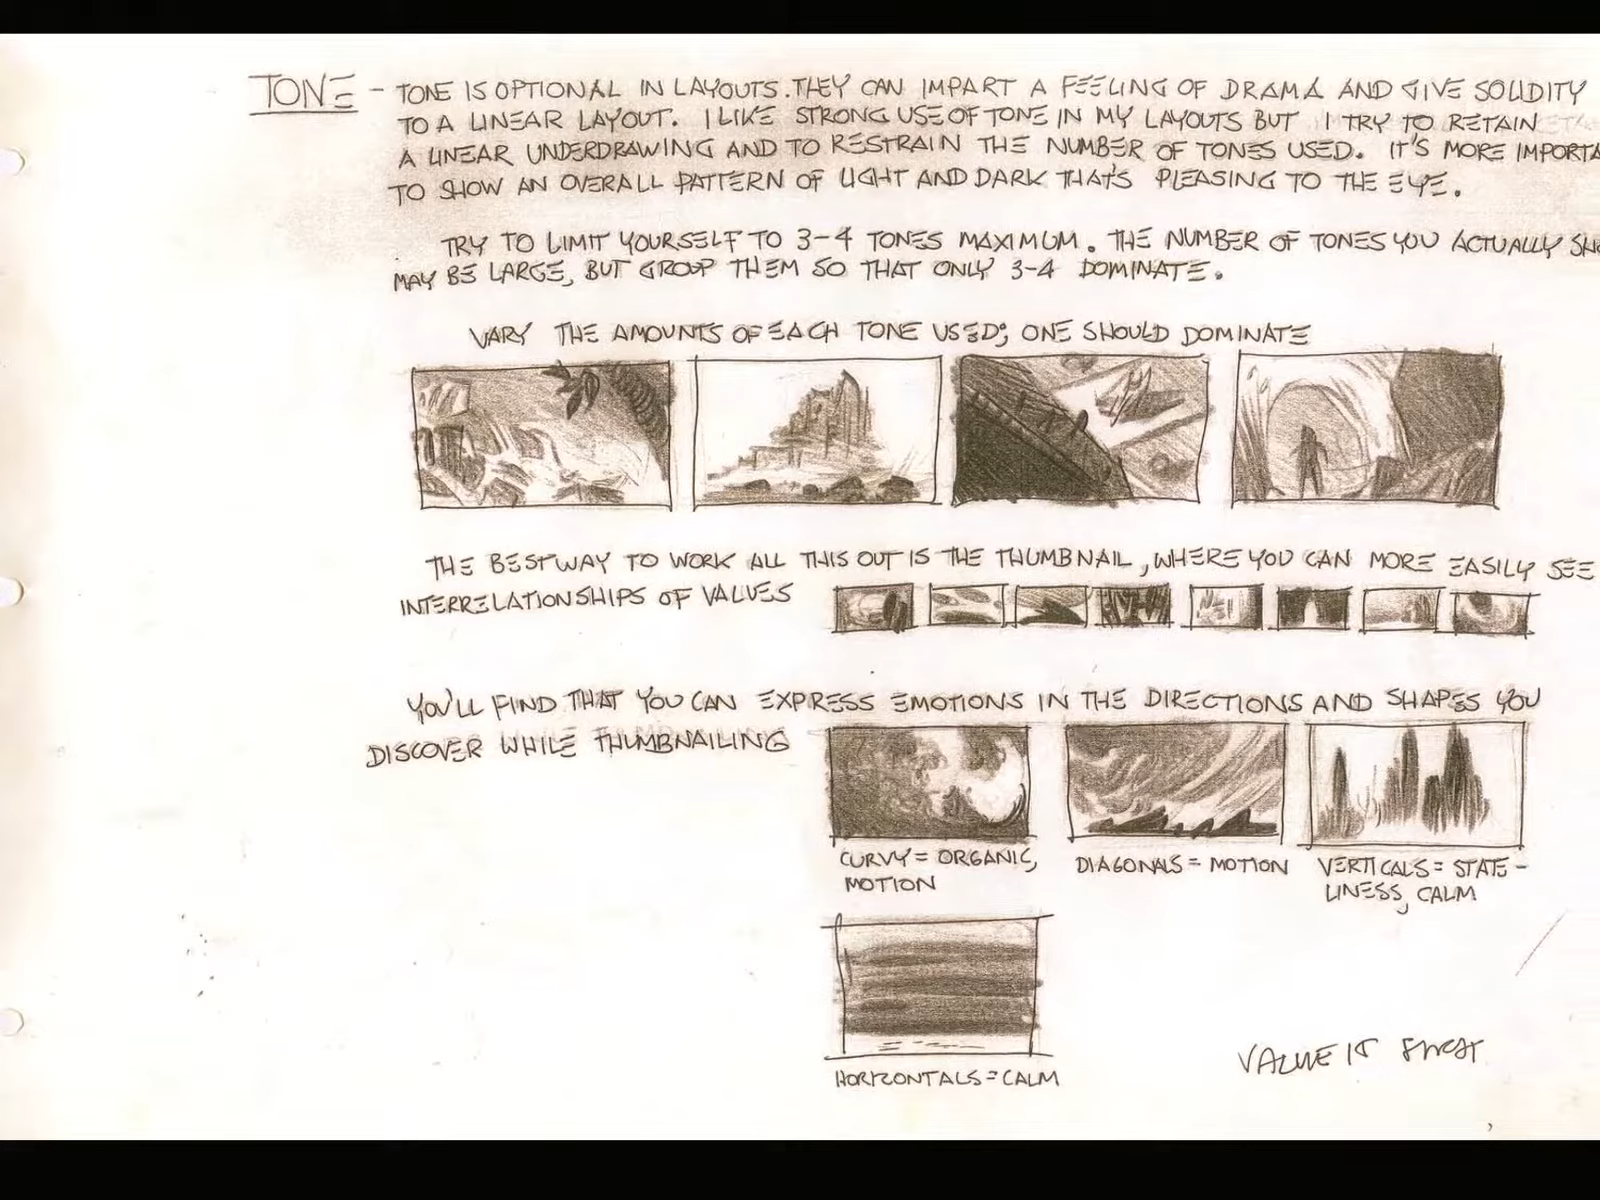 TONE - TONE IS OPTIONAL IN LAYOUTS. THEY CAN IMPART A FEELING OF DRAMA AND GIVE SOLIDITY
TO A LINEAR LAYOUT. I LIKE STRONG USE OF TONE IN MY LAYOUTS BUT I TRY TO RETAIN
A LINEAR UNDERDRAWING AND TO RESTRAIN THE NUMBER OF TONES USED. IT'S MORE IMPORTA
TO SHOW AN OVERALL PATTERN OF LIGHT AND DARK THAT'S PLEASING TO THE EYE.
TRY TO LIMIT YOURSELF TO 3-4 TONES MAXIMUM. THE NUMBER OF TONES YOU ACTUALLY
MAY BE LARGE, BUT GROUP THEM SO THAT ONLY 3-4 DOMINATE.
VARY THE AMOUNTS OF EACH TONE USED; ONE SHOULD DOMINATE
THE BEST WAY TO WORK ALL THIS OUT IS THE THUMBNAIL, WHERE YOU CAN MORE EASILY SEE
INTERRELATIONSHIPS OF VALUES
YOU'LL FIND THAT YOU CAN EXPRESS EMOTIONS IN THE DIRECTIONS AND SHAPES YOU
DISCOVER WHILE THUMBNAILING
CURVY = ORGANIC,
MOTION
DIAGONALS = MOTION
VERTICALS = STATE-
LINESS, CALM
HORIZONTALS = CALM
VALUE IS